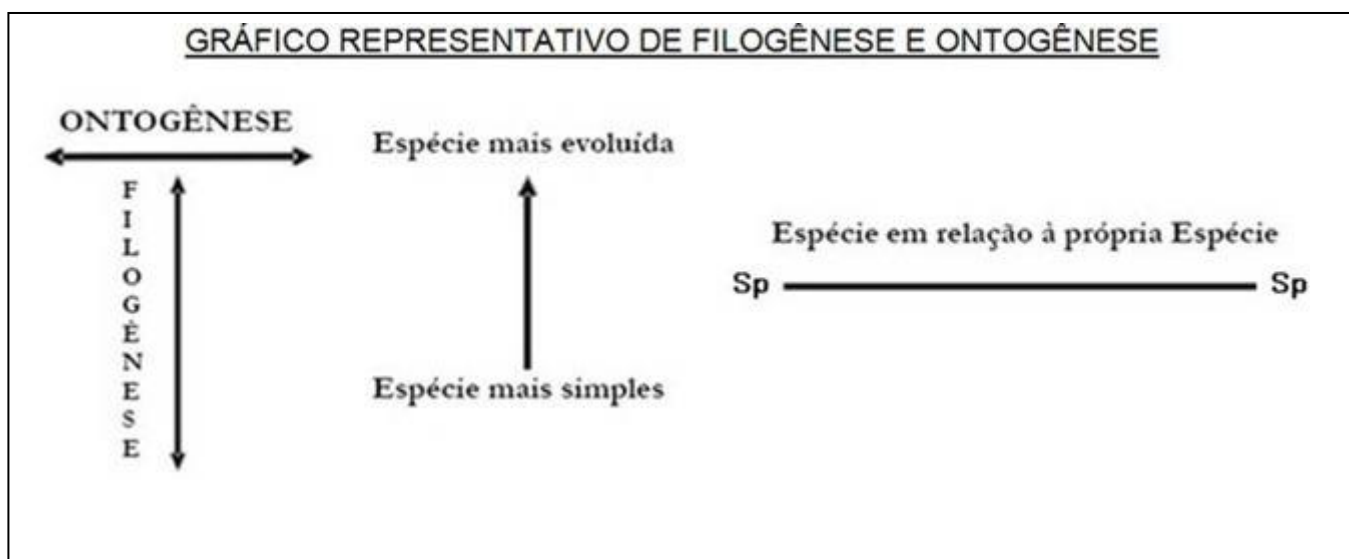 GRÁFICO REPRESENTATIVO DE FILOGÊNESE E ONTOGÊNESE
ONTOGÊNESE
FILOGÊNESE
Espécie mais evoluída
Espécie mais simples
Espécie em relação à própria Espécie
Sp Sp